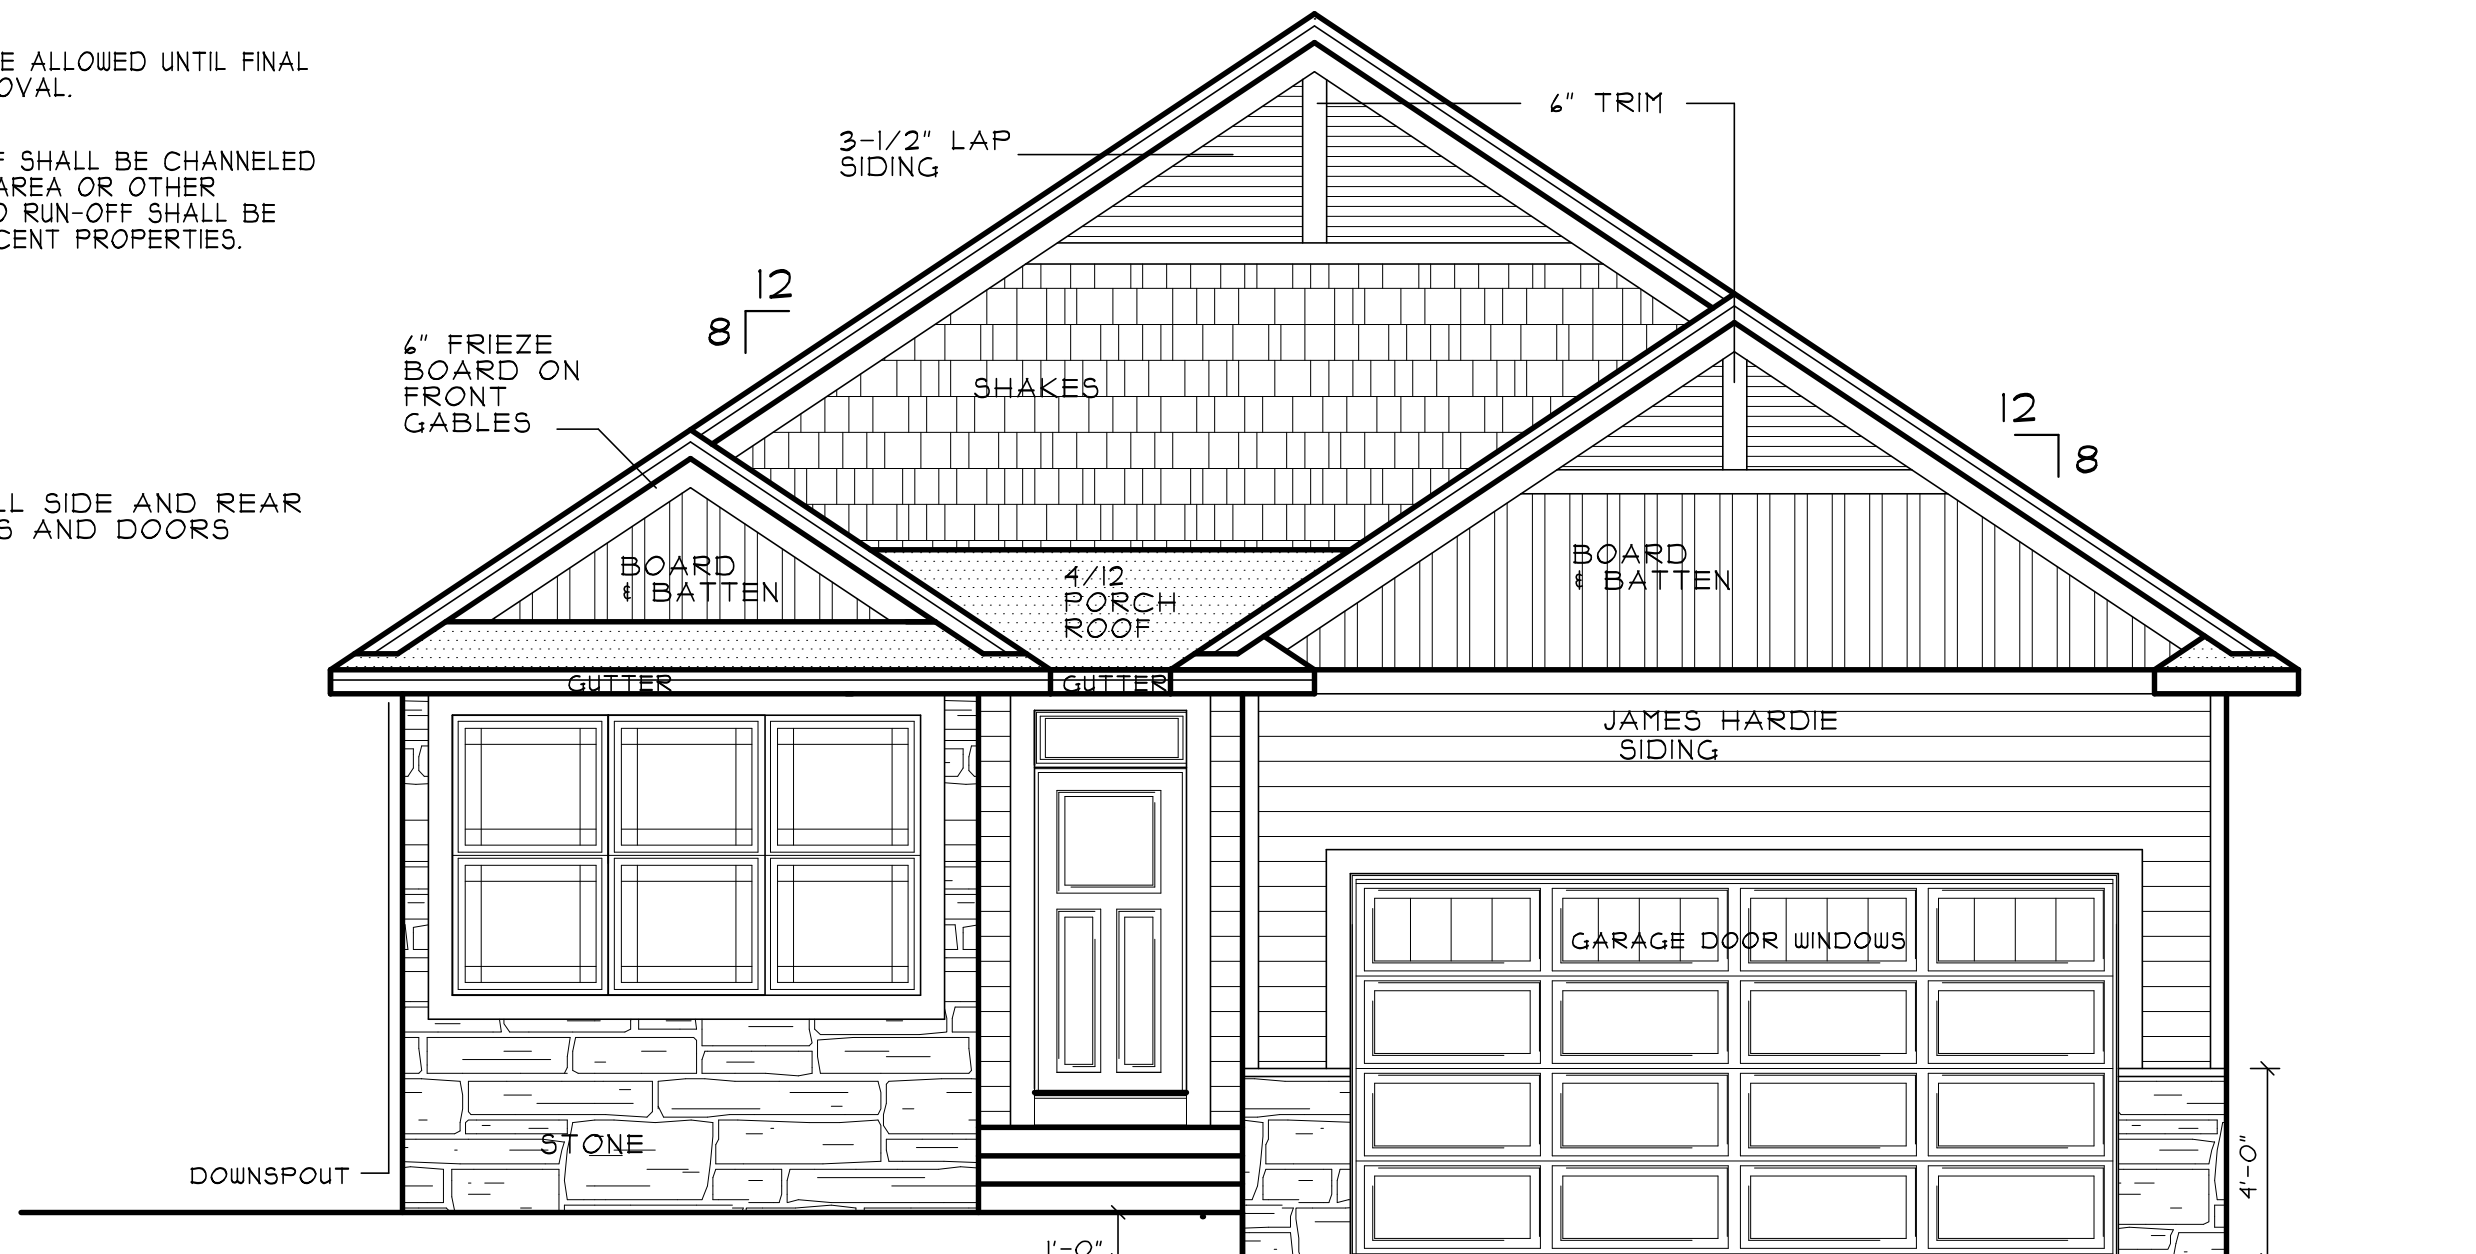 E ALLOWED UNTIL FINAL
OVAL.
F SHALL BE CHANNELED
AREA OR OTHER
D RUN-OFF SHALL BE
CENT PROPERTIES.
LL SIDE AND REAR
S AND DOORS
6" TRIM
3-1/2" LAP
SIDING
12
8
6" FRIEZE
BOARD ON
FRONT
GABLES
SHAKES
12
8
BOARD
& BATTEN
4/12
PORCH
ROOF
BOARD
& BATTEN
GUTTER
GUTTER
JAMES HARDIE
SIDING
GARAGE DOOR WINDOWS
STONE
DOWNSPOUT
4'-0"
1'-0"